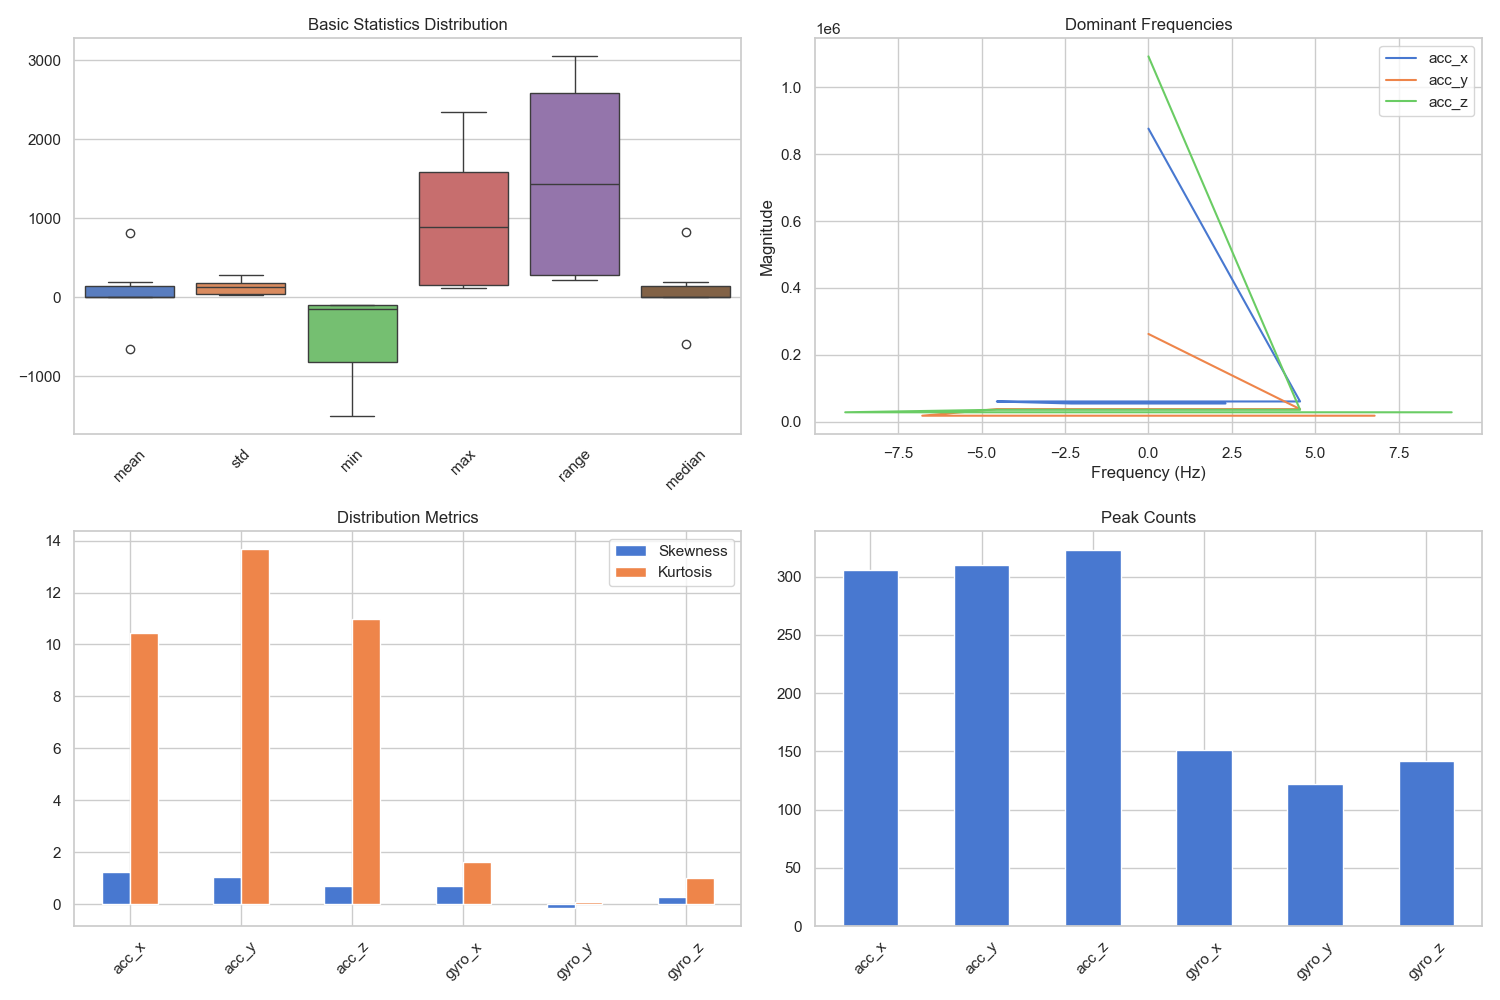 Basic Statistics Distribution
3000
2000
1000
0
−1000
mean
std
min
max
range
median
Dominant Frequencies
1e6
1.0
0.8
0.6
0.4
0.2
0.0
Magnitude
−7.5
−5.0
−2.5
0.0
2.5
5.0
7.5
Frequency (Hz)
acc_x
acc_y
acc_z
Distribution Metrics
14
12
10
8
6
4
2
0
Skewness
Kurtosis
acc_x
acc_y
acc_z
gyro_x
gyro_y
gyro_z
Peak Counts
300
250
200
150
100
50
0
acc_x
acc_y
acc_z
gyro_x
gyro_y
gyro_z